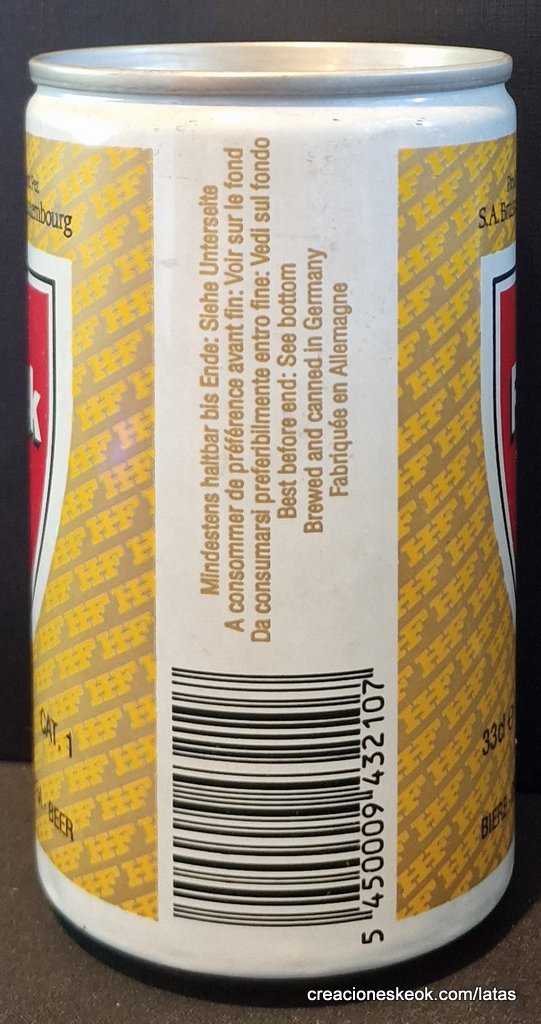 Mindestens haltbar bis Ende: Siehe Unterseite
A consommer de préférence avant fin: Voir sur le fond
Da consumarsi preferibilmente entro fine: Vedi sul fondo
Best before end: See bottom
Brewed and canned in Germany
Fabriquée en Allemagne
5 450009 432107
CAT. 1
BEER
S.A.
33cl e
BIERE
HF
creacioneskeok.com/latas